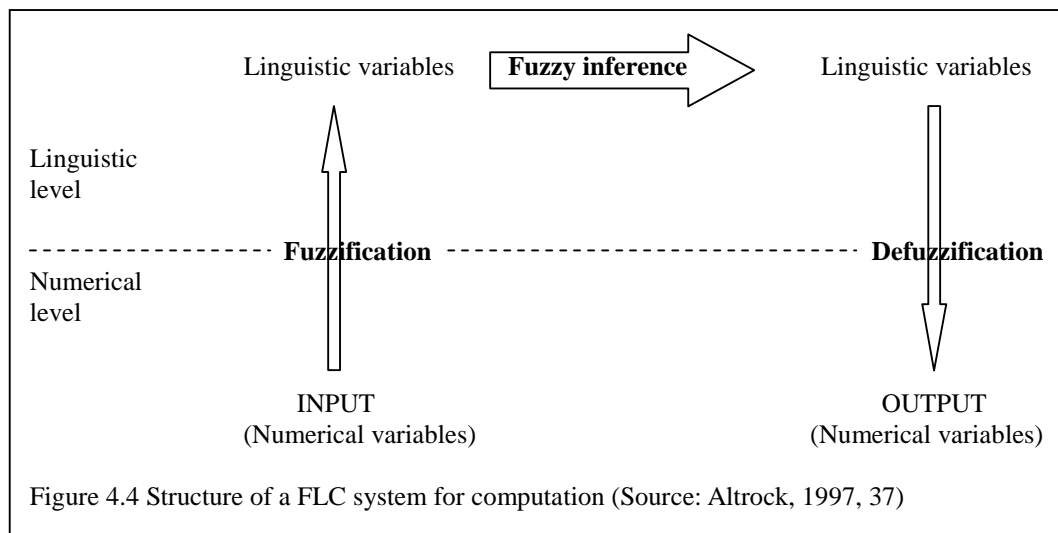 Linguistic variables
Fuzzy inference
Linguistic variables
Linguistic
level
Fuzzification
Defuzzification
Numerical
level
INPUT
(Numerical variables)
OUTPUT
(Numerical variables)
Figure 4.4 Structure of a FLC system for computation (Source: Altrock, 1997, 37)